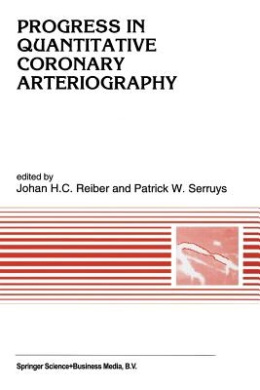 PROGRESS IN
QUANTITATIVE
CORONARY
ARTERIOGRAPHY
edited by
Johan H.C. Reiber and Patrick W. Serruys
Springer Science+Business Media, B.V.